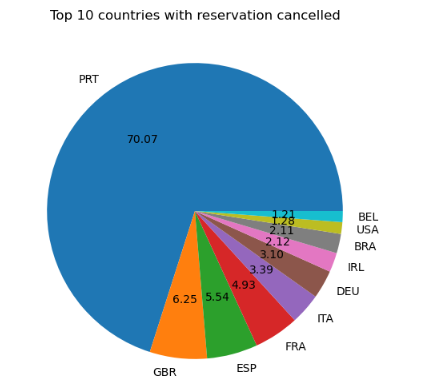 Top 10 countries with reservation cancelled
PRT
70.07
GBR
6.25
ESP
5.54
FRA
4.93
ITA
3.39
DEU
3.10
IRL
2.12
BRA
2.11
USA
1.28
BEL
1.21